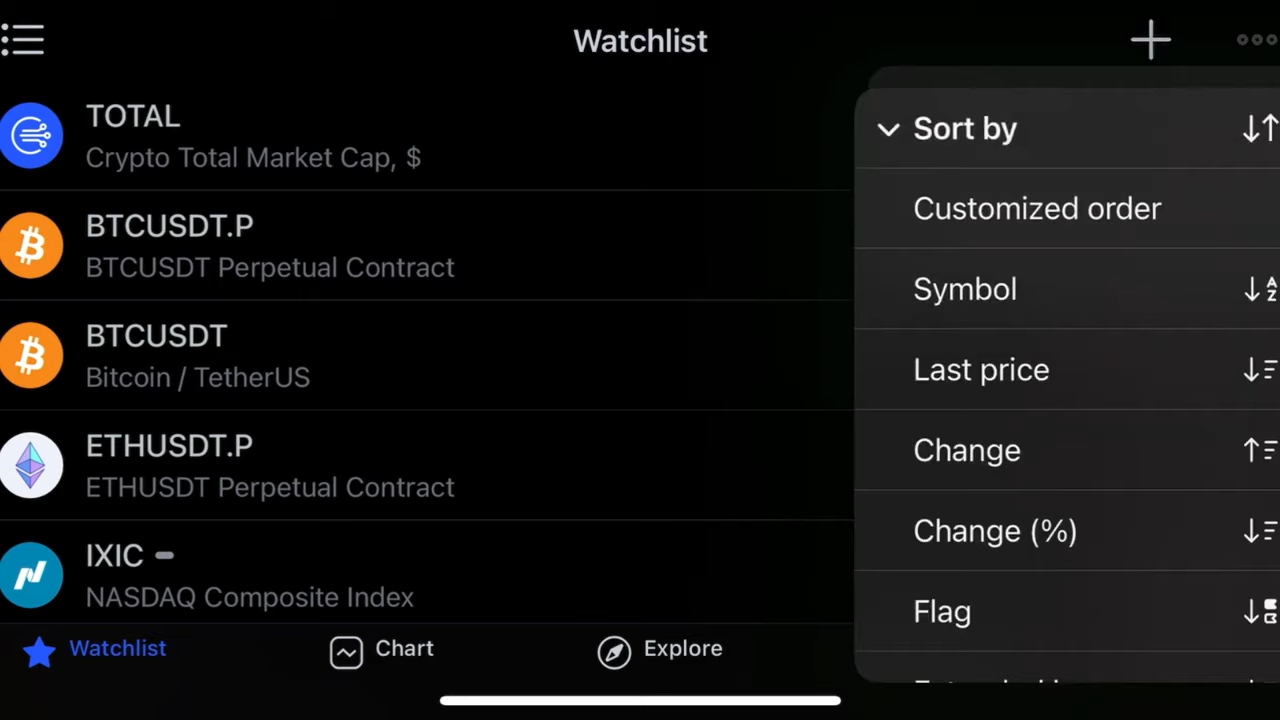 Watchlist
TOTAL
Crypto Total Market Cap, $
BTCUSDT.P
BTCUSDT Perpetual Contract
BTCUSDT
Bitcoin / TetherUS
ETHUSDT.P
ETHUSDT Perpetual Contract
IXIC
NASDAQ Composite Index
Sort by
Customized order
Symbol
Last price
Change
Change (%)
Flag
Watchlist
Chart
Explore